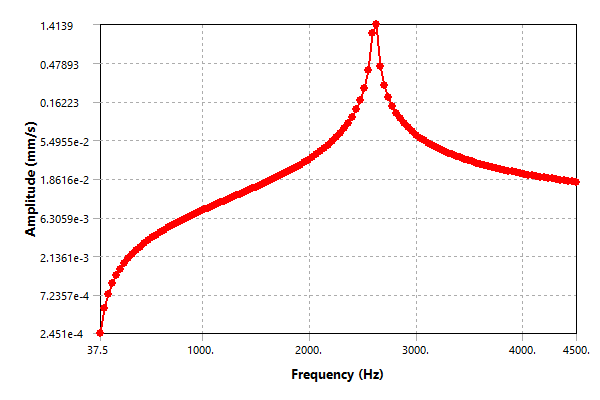 1.4139
0.47893
0.16223
5.4955e-2
1.8616e-2
6.3059e-3
2.1361e-3
7.2357e-4
2.451e-4
Amplitude (mm/s)
37.5 1000. 2000. 3000. 4000. 4500.
Frequency (Hz)